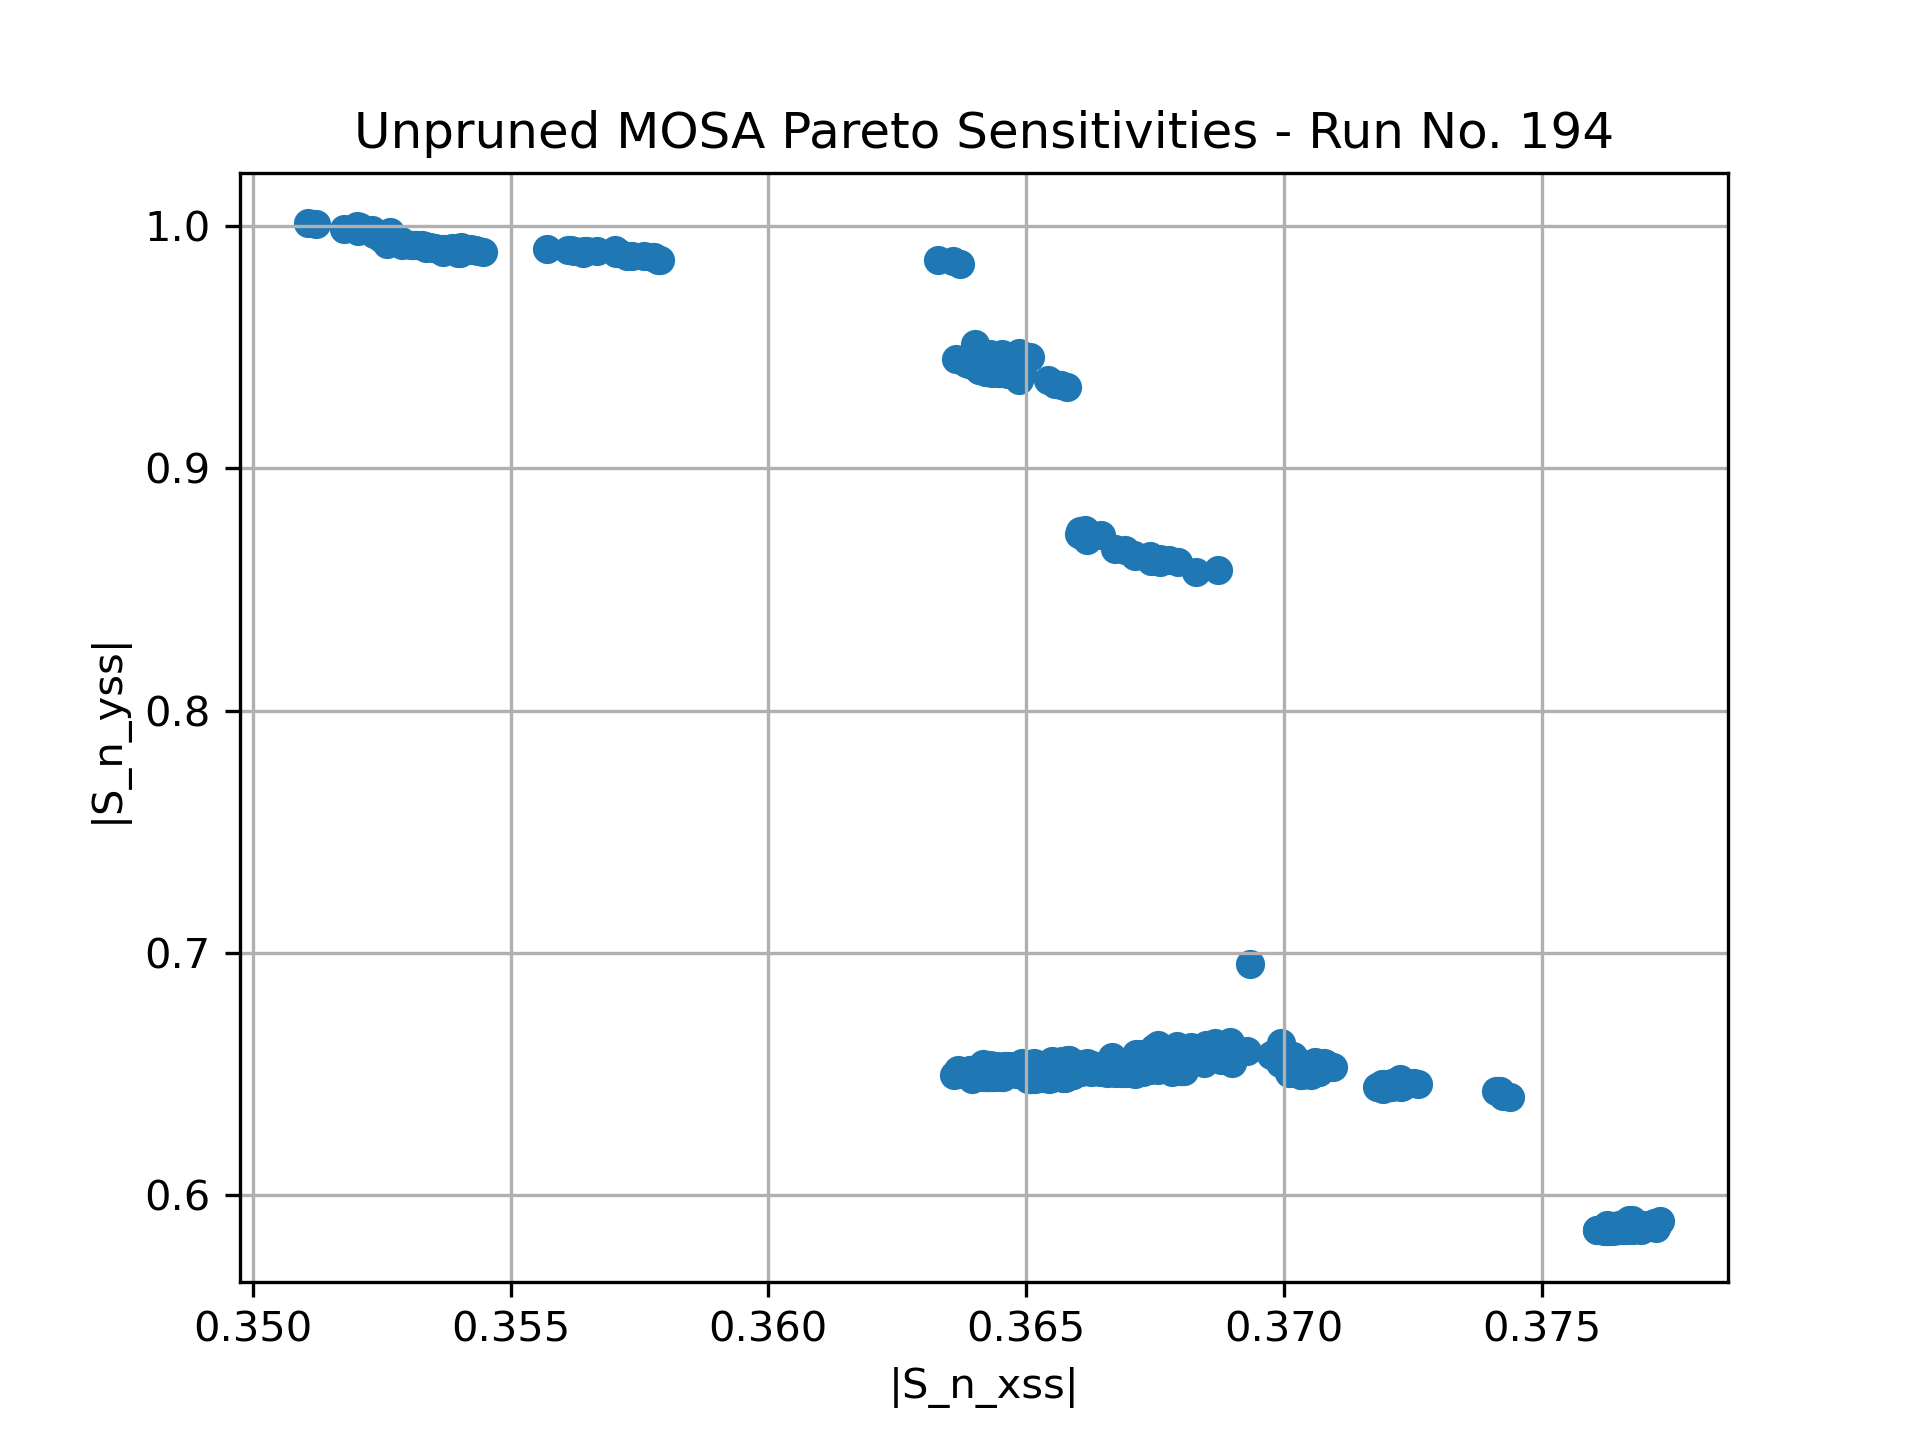 Unpruned MOSA Pareto Sensitivities - Run No. 194
1.0
0.9
0.8
0.7
0.6
|S_n_yss|
0.350 0.355 0.360 0.365 0.370 0.375
|S_n_xss|